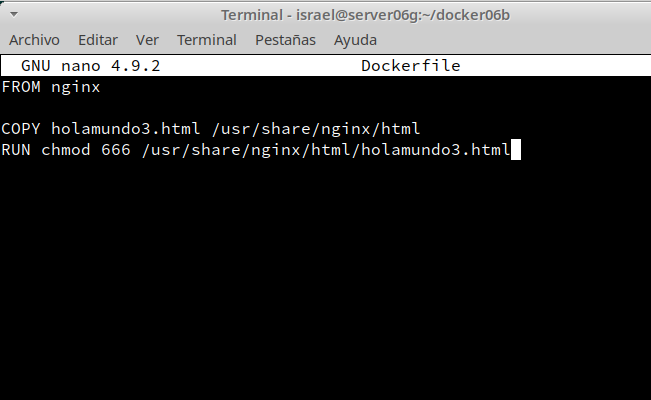 Terminal - israel@server06g:~/docker06b
Archivo Editar Ver Terminal Pestañas Ayuda
GNU nano 4.9.2 Dockerfile
FROM nginx
COPY holamundo3.html /usr/share/nginx/html
RUN chmod 666 /usr/share/nginx/html/holamundo3.html